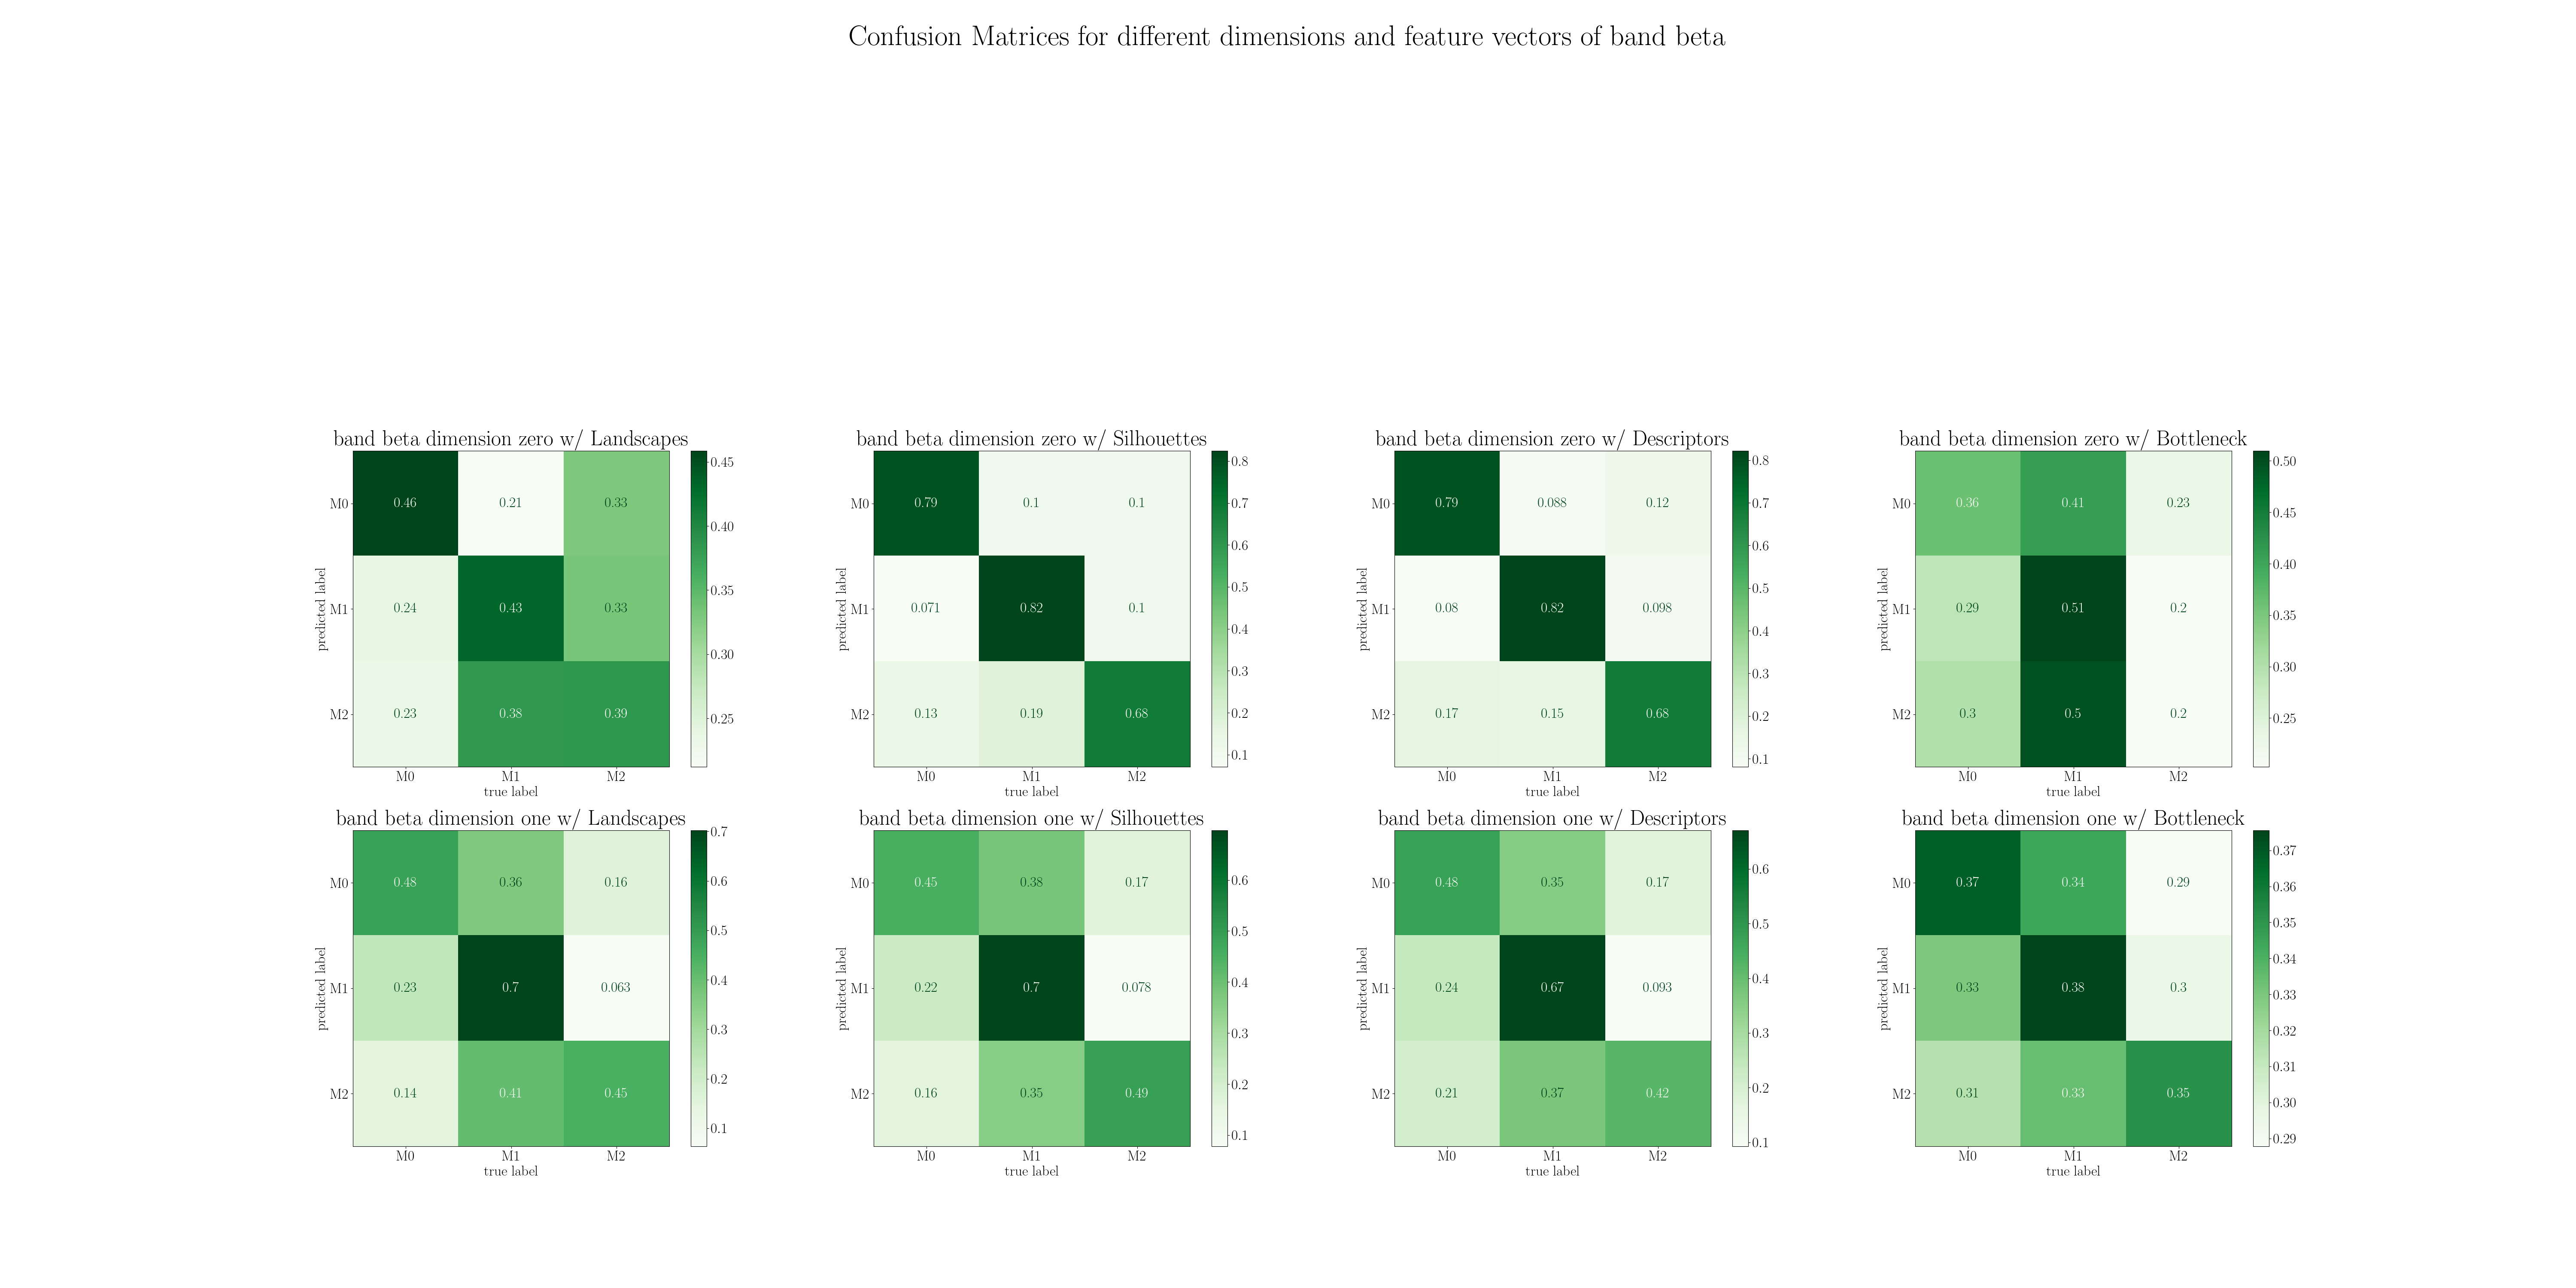 Confusion Matrices for different dimensions and feature vectors of band beta
band beta dimension zero w/ Landscapes
predicted label
M0 0.46 0.21 0.33
M1 0.24 0.43 0.33
M2 0.23 0.38 0.39
M0 M1 M2
true label
0.45
0.40
0.35
0.30
0.25
band beta dimension zero w/ Silhouettes
predicted label
M0 0.79 0.1 0.1
M1 0.071 0.82 0.1
M2 0.13 0.19 0.68
M0 M1 M2
true label
0.8
0.7
0.6
0.5
0.4
0.3
0.2
0.1
band beta dimension zero w/ Descriptors
predicted label
M0 0.79 0.088 0.12
M1 0.08 0.82 0.098
M2 0.17 0.15 0.68
M0 M1 M2
true label
0.8
0.7
0.6
0.5
0.4
0.3
0.2
0.1
band beta dimension zero w/ Bottleneck
predicted label
M0 0.36 0.41 0.23
M1 0.29 0.51 0.2
M2 0.3 0.5 0.2
M0 M1 M2
true label
0.50
0.45
0.40
0.35
0.30
0.25
band beta dimension one w/ Landscapes
predicted label
M0 0.48 0.36 0.16
M1 0.23 0.7 0.063
M2 0.14 0.41 0.45
M0 M1 M2
true label
0.7
0.6
0.5
0.4
0.3
0.2
0.1
band beta dimension one w/ Silhouettes
predicted label
M0 0.45 0.38 0.17
M1 0.22 0.7 0.078
M2 0.16 0.35 0.49
M0 M1 M2
true label
0.6
0.5
0.4
0.3
0.2
0.1
band beta dimension one w/ Descriptors
predicted label
M0 0.48 0.35 0.17
M1 0.24 0.67 0.093
M2 0.21 0.37 0.42
M0 M1 M2
true label
0.6
0.5
0.4
0.3
0.2
0.1
band beta dimension one w/ Bottleneck
predicted label
M0 0.37 0.34 0.29
M1 0.33 0.38 0.3
M2 0.31 0.33 0.35
M0 M1 M2
true label
0.37
0.36
0.35
0.34
0.33
0.32
0.31
0.30
0.29